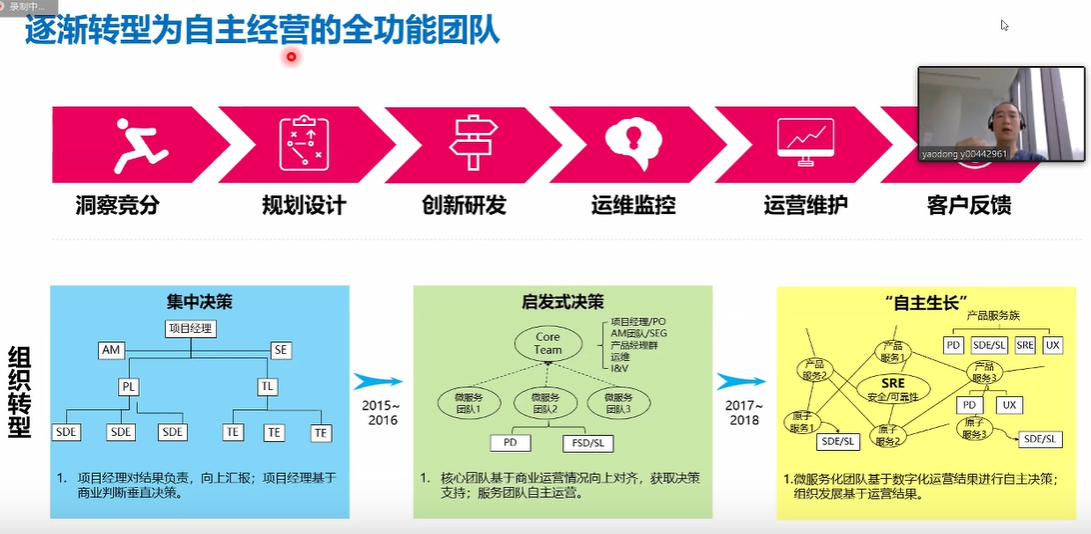 录制中...
逐渐转型为自主经营的全功能团队
yaodong y00442961
洞察竞分
规划设计
创新研发
运维监控
运营维护
客户反馈
组织转型
集中决策
项目经理
AM
SE
PL
TL
SDE
SDE
SDE
TE
TE
TE
1. 项目经理对结果负责，向上汇报；项目经理基于
商业判断垂直决策。
2015~
2016
启发式决策
Core
Team
项目经理/PO
AM团队/SEG
产品经理群
运维
I&V
微服务
团队1
微服务
团队2
微服务
团队3
PD
FSD/SL
1. 核心团队基于商业运营情况向上对齐，获取决策
支持；服务团队自主运营。
2017~
2018
“自主生长”
产品服务族
PD
SDE/SL
SRE
UX
产品
服务1
产品
服务2
产品
服务3
SRE
安全/可靠性
PD
UX
原子
服务1
原子
服务2
原子
服务3
SDE/SL
SDE/SL
1.微服务化团队基于数字化运营结果进行自主决策；
组织发展基于运营结果。